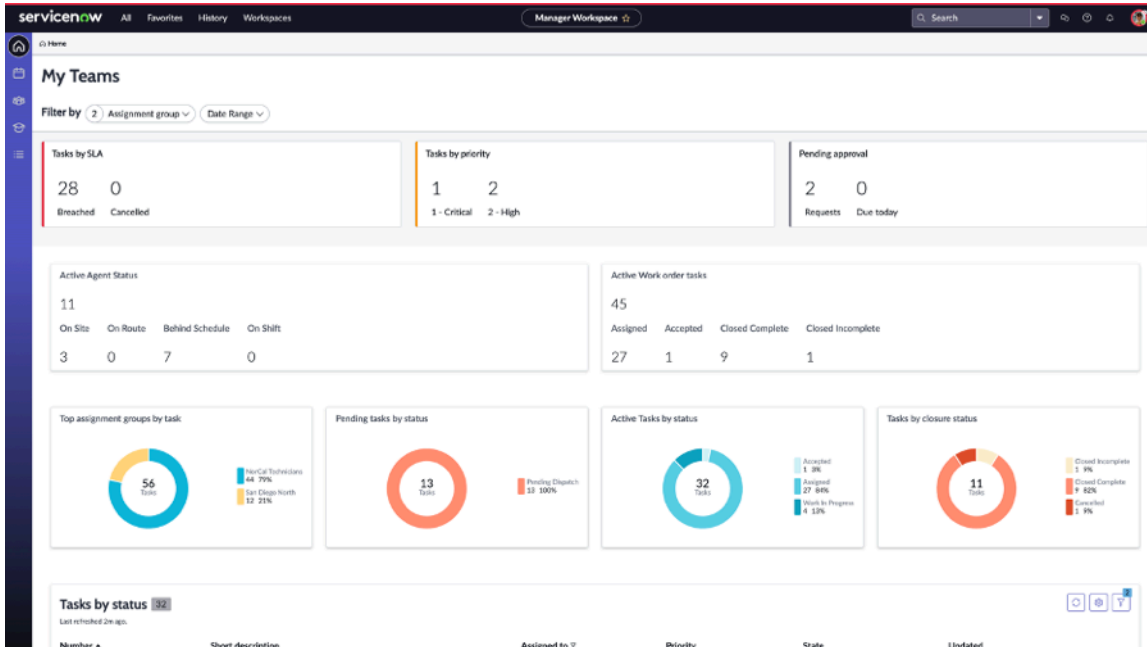 servicenow All Favorites History Workspaces Manager Workspace Search
Home
My Teams
Filter by 2 Assignment group Date Range
Tasks by SLA
28 0
Breached Cancelled
Tasks by priority
1 2
1 - Critical 2 - High
Pending approval
2 0
Requests Due today
Active Agent Status
11
On Site On Route Behind Schedule On Shift
3 0 7 0
Active Work order tasks
45
Assigned Accepted Closed Complete Closed Incomplete
27 1 9 1
Top assignment groups by task
56
Tasks
NorCal Technicians
44 79%
San Diego North
12 21%
Pending tasks by status
13
Tasks
Pending Dispatch
13 100%
Active Tasks by status
32
Tasks
Accepted
1 3%
Assigned
27 84%
Work In Progress
4 13%
Tasks by closure status
11
Tasks
Closed Incomplete
1 9%
Closed Complete
9 82%
Cancelled
1 9%
Tasks by status 32
2
Last refreshed 2m ago.
Number Short description Assigned to Priority State Updated